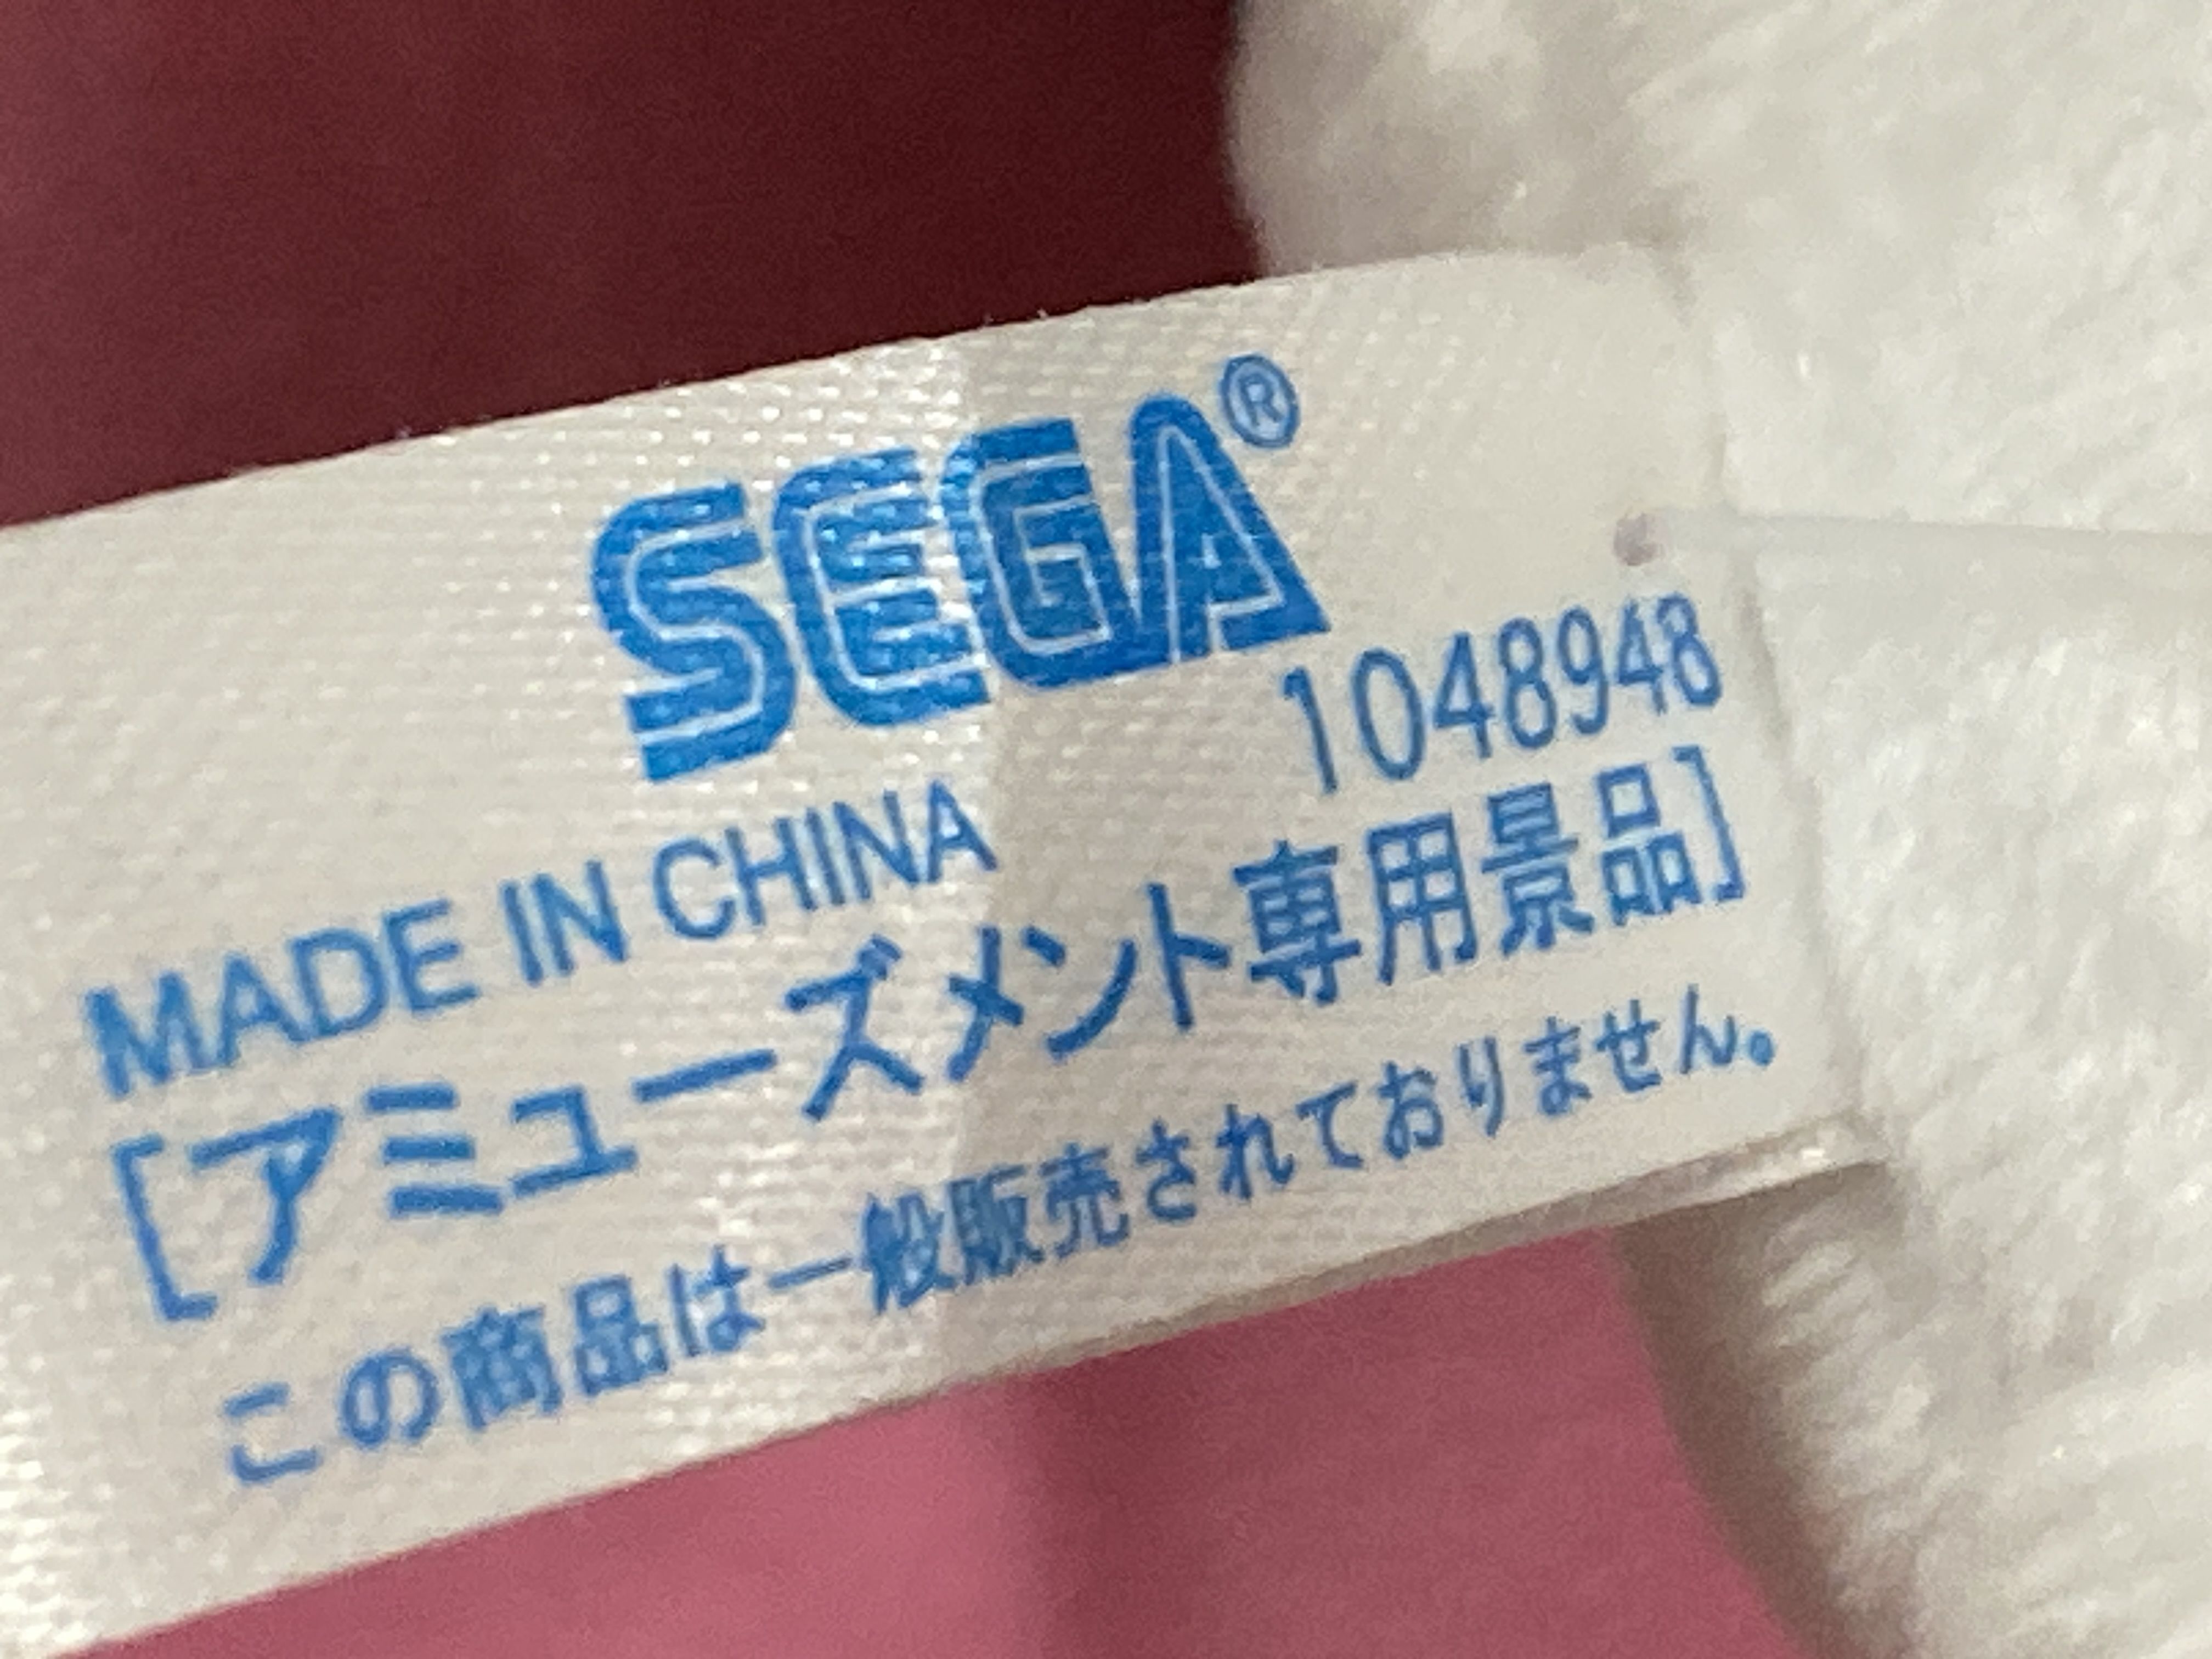 SEGA®
1048948
MADE IN CHINA
[アミューズメント専用景品]
この商品は一般販売されておりません。